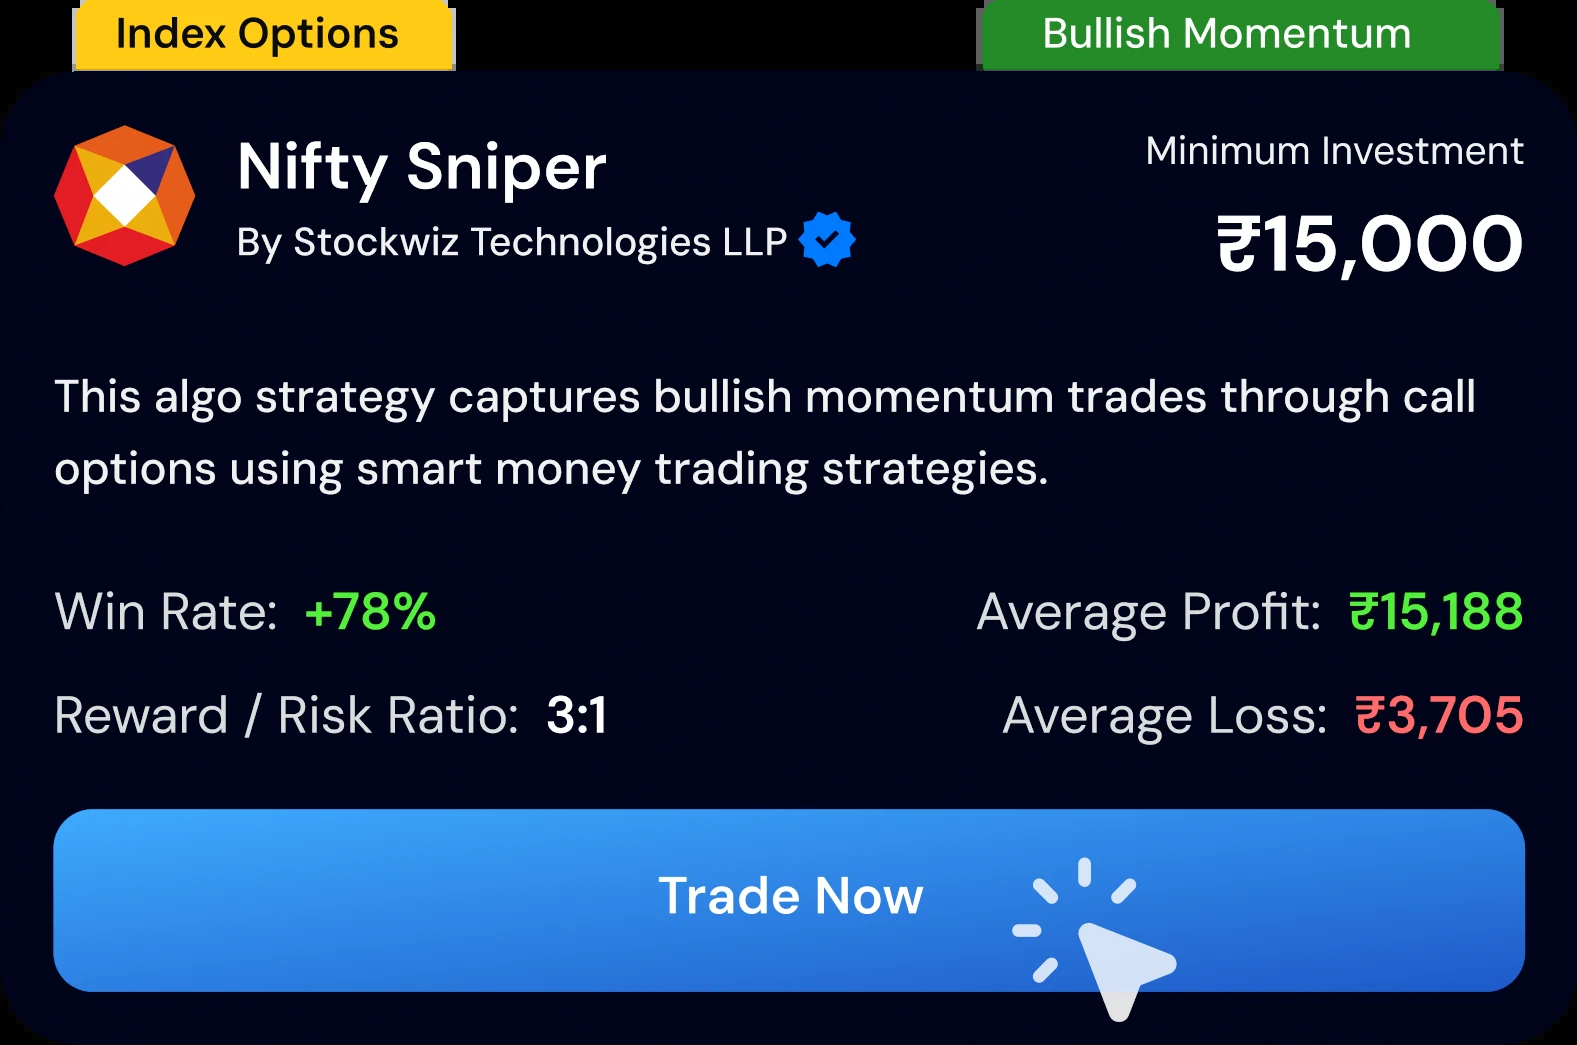 Index Options
Bullish Momentum
Nifty Sniper
By Stockwiz Technologies LLP
Minimum Investment
₹15,000
This algo strategy captures bullish momentum trades through call
options using smart money trading strategies.
Win Rate: +78%
Average Profit: ₹15,188
Reward / Risk Ratio: 3:1
Average Loss: ₹3,705
Trade Now